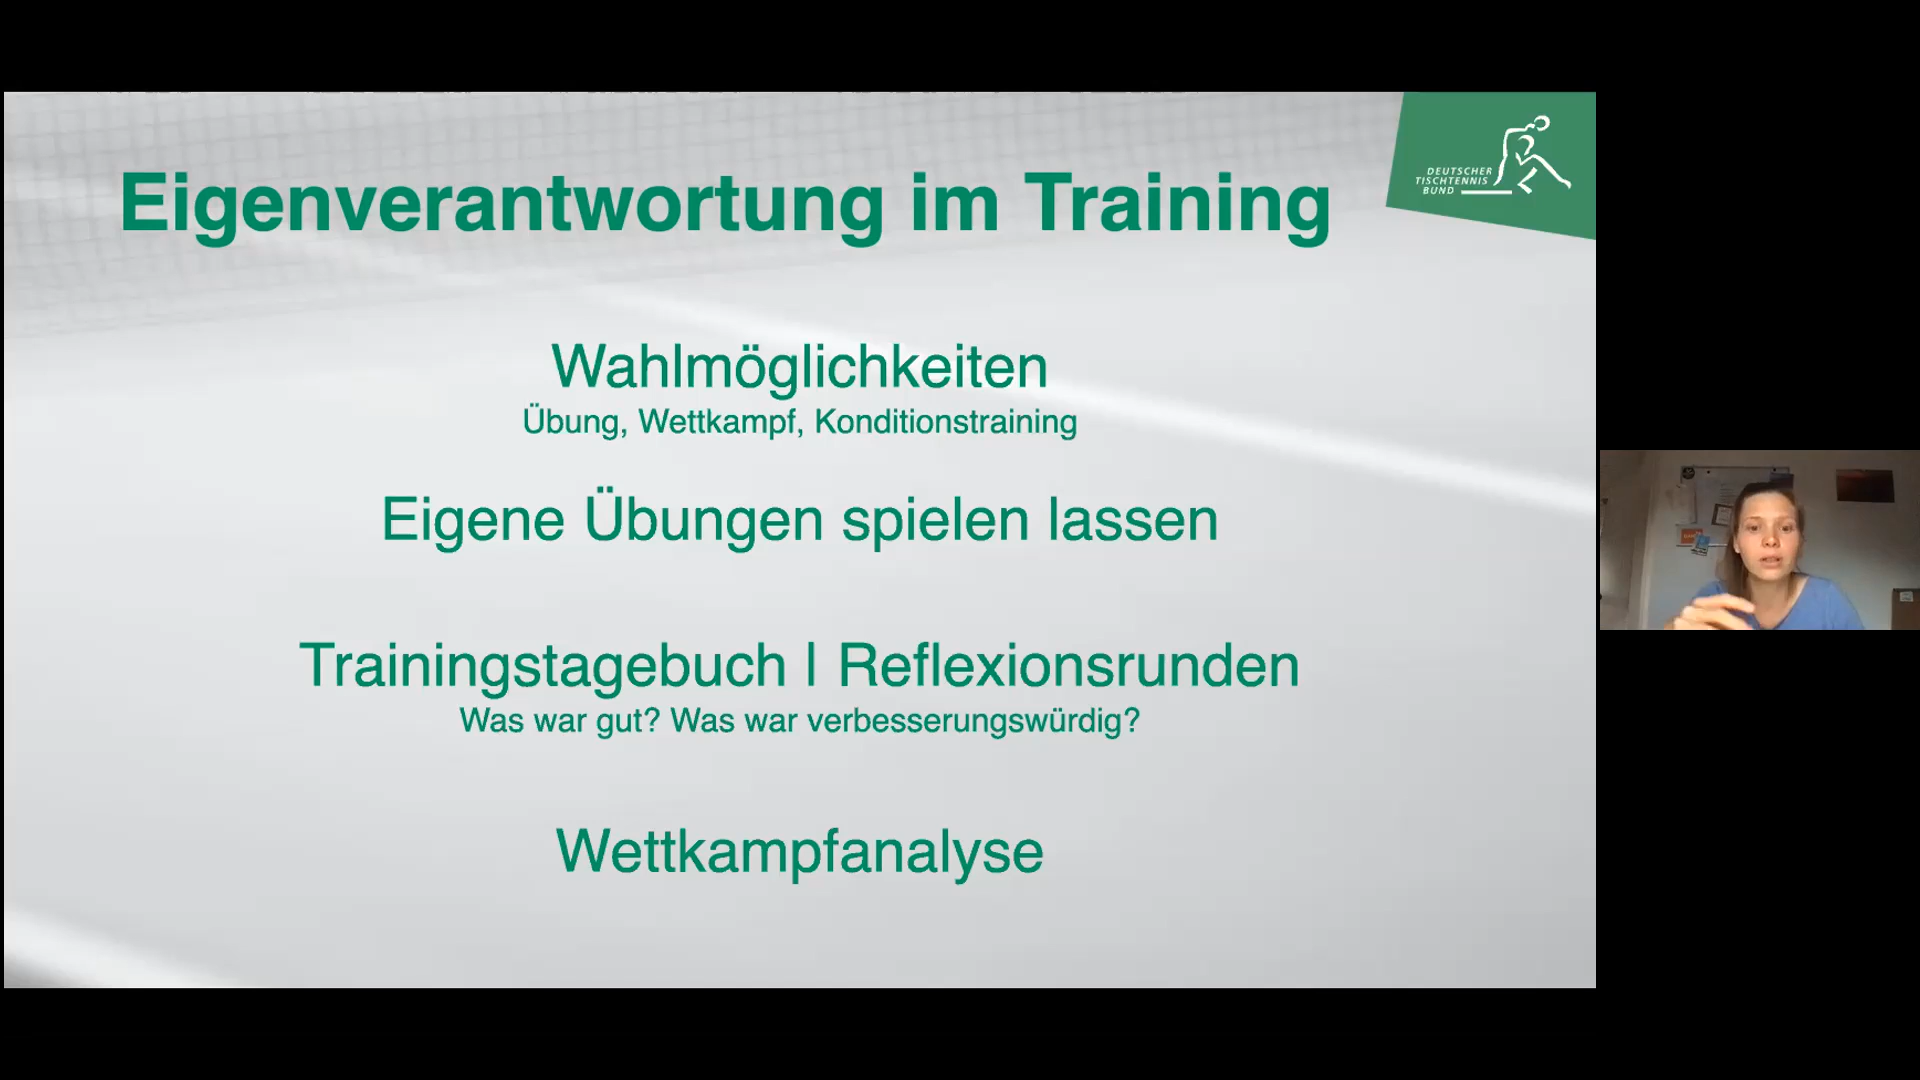 Eigenverantwortung im Training
DEUTSCHER
TISCHTENNIS
BUND
Wahlmöglichkeiten
Übung, Wettkampf, Konditionstraining
Eigene Übungen spielen lassen
Trainingstagebuch | Reflexionsrunden
Was war gut? Was war verbesserungswürdig?
Wettkampfanalyse